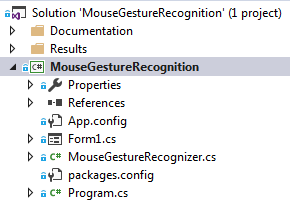 Solution 'MouseGestureRecognition' (1 project)
Documentation
Results
C# MouseGestureRecognition
Properties
References
App.config
Form1.cs
C# MouseGestureRecognizer.cs
packages.config
C# Program.cs